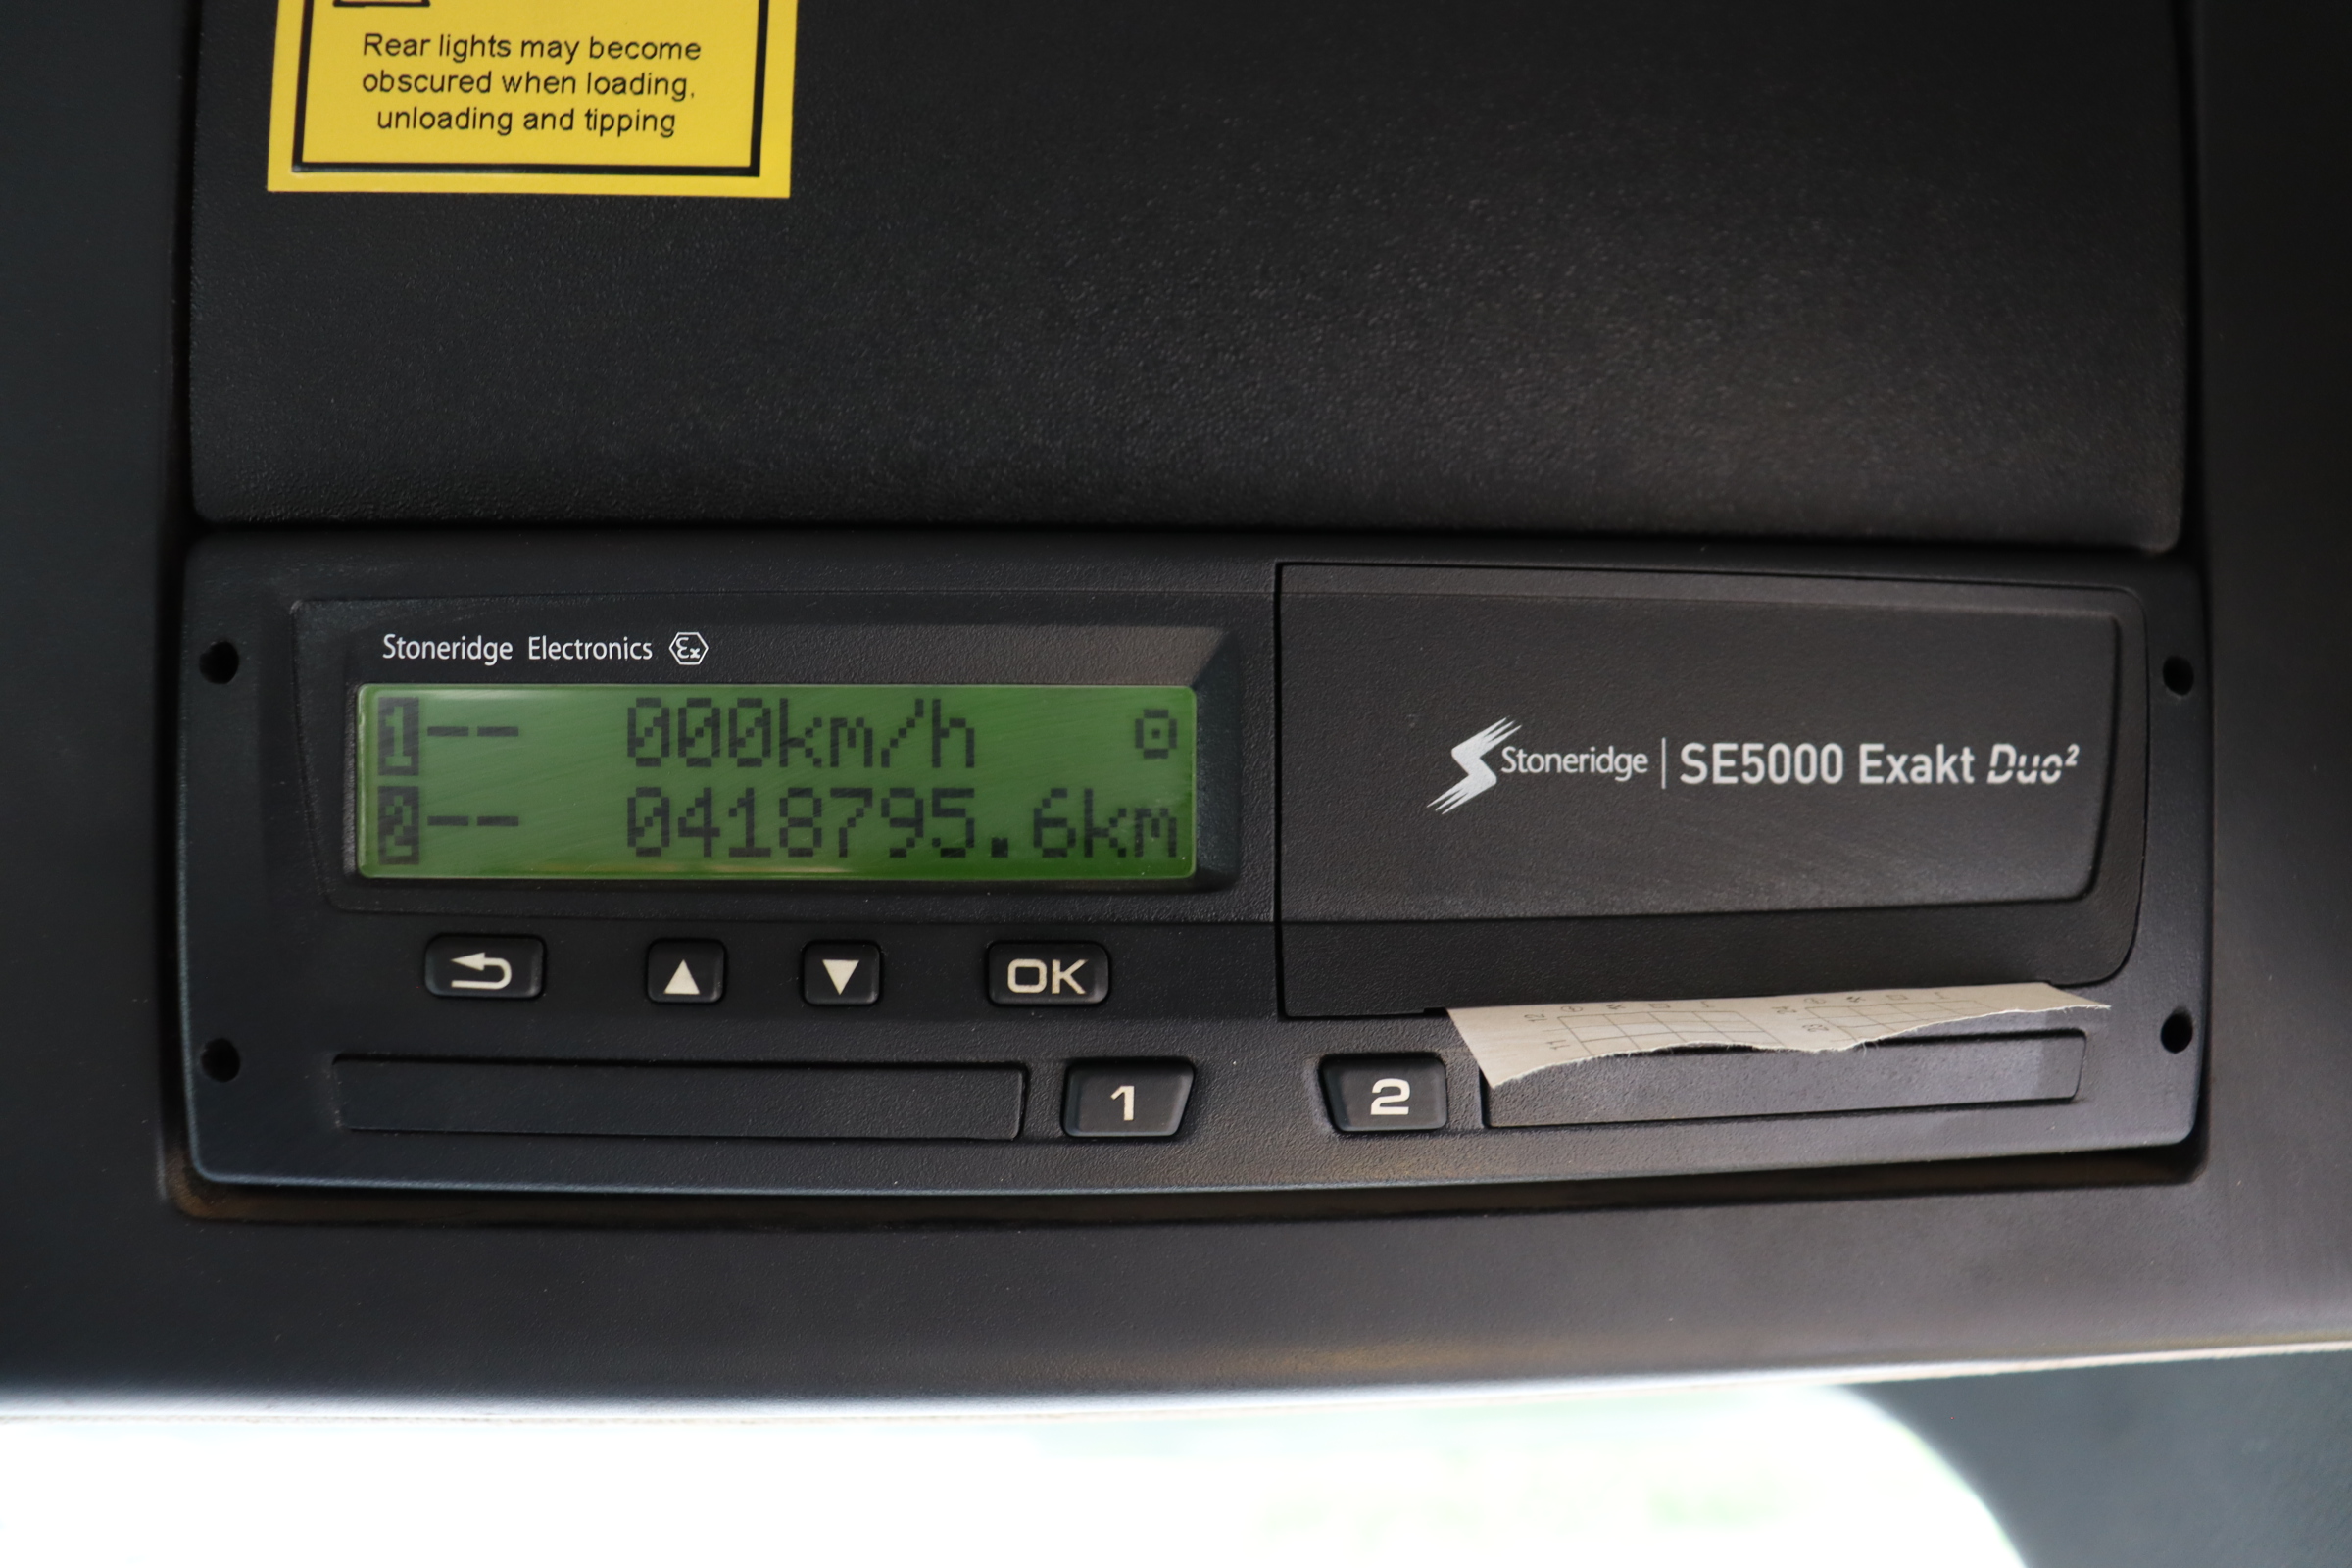 Rear lights may become
obscured when loading,
unloading and tipping
Stoneridge Electronics Ex
1-- 000km/h
2-- 0418795.6km
Stoneridge | SE5000 Exakt Duo²
OK
1
2